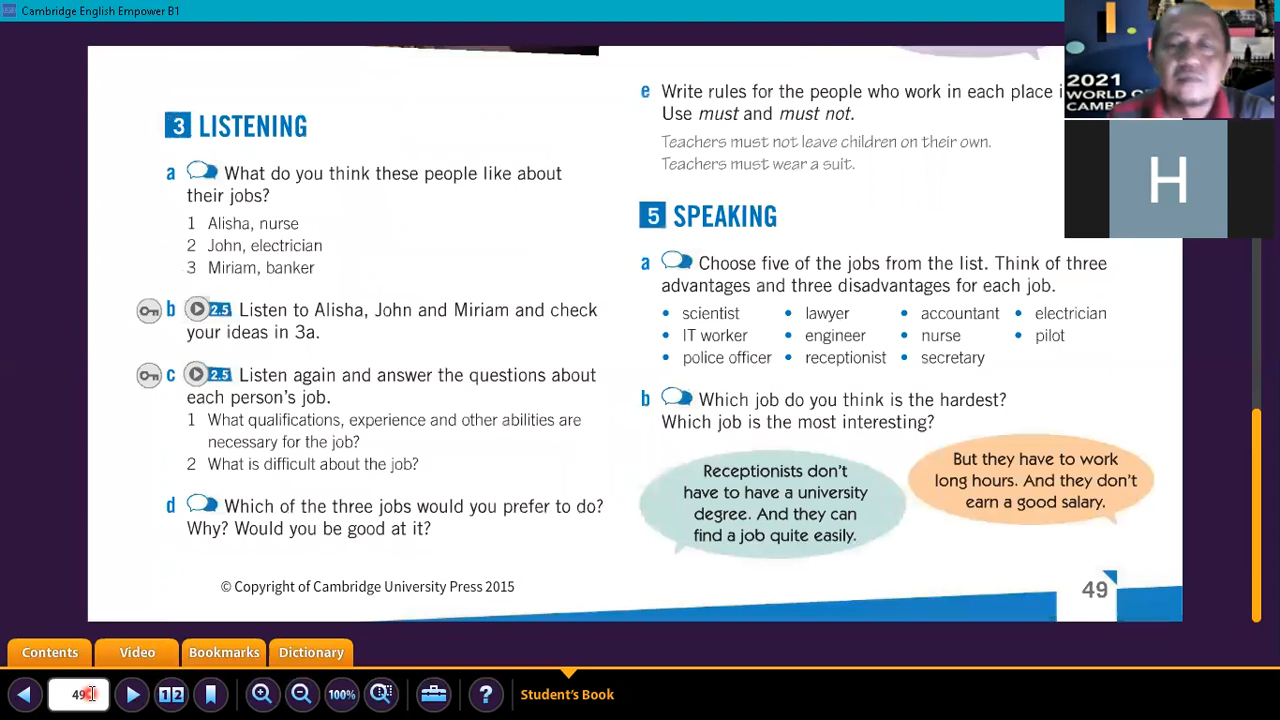 Cambridge English Empower B1
3 LISTENING
a What do you think these people like about
their jobs?
1 Alisha, nurse
2 John, electrician
3 Miriam, banker
b 2.5 Listen to Alisha, John and Miriam and check
your ideas in 3a.
c 2.5 Listen again and answer the questions about
each person's job.
1 What qualifications, experience and other abilities are
necessary for the job?
2 What is difficult about the job?
d Which of the three jobs would you prefer to do?
Why? Would you be good at it?
© Copyright of Cambridge University Press 2015
e Write rules for the people who work in each place i
Use must and must not.
Teachers must not leave children on their own.
Teachers must wear a suit.
5 SPEAKING
a Choose five of the jobs from the list. Think of three
advantages and three disadvantages for each job.
• scientist • lawyer • accountant • electrician
• IT worker • engineer • nurse • pilot
• police officer • receptionist • secretary
b Which job do you think is the hardest?
Which job is the most interesting?
Receptionists don't
have to have a university
degree. And they can
find a job quite easily.
But they have to work
long hours. And they don't
earn a good salary.
49
2021
WORLD O
CAMB
H
Contents Video Bookmarks Dictionary
49 12 100% Student's Book